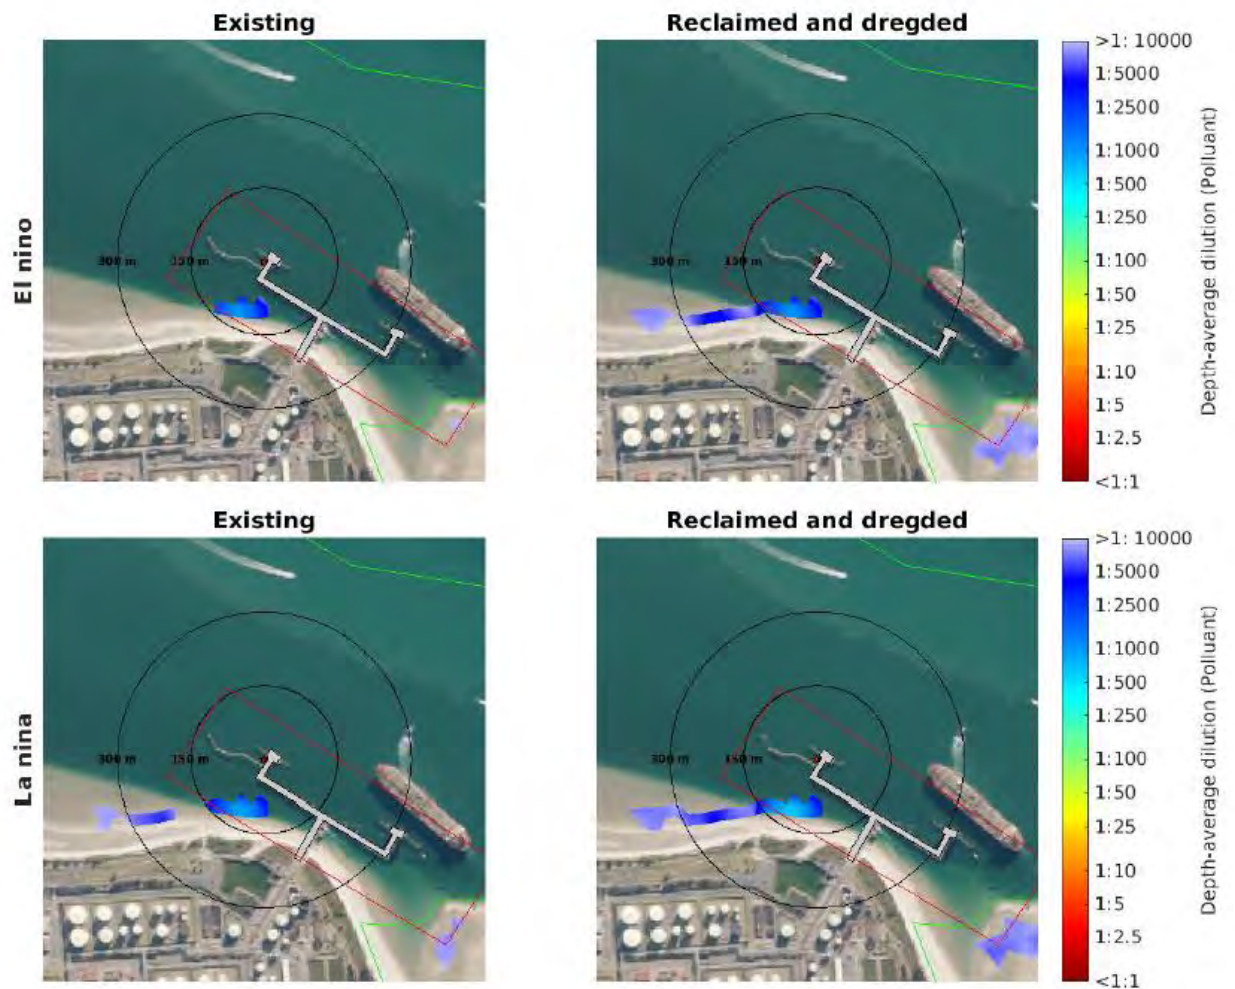 Existing
Reclaimed and dregded
El nino
300 m
150 m
300 m
150 m
>1: 10000
1:5000
1:2500
1:1000
1:500
1:250
1:100
1:50
1:25
1:10
1:5
1:2.5
<1:1
Depth-average dilution (Polluant)
Existing
Reclaimed and dregded
La nina
300 m
150 m
300 m
150 m
>1: 10000
1:5000
1:2500
1:1000
1:500
1:250
1:100
1:50
1:25
1:10
1:5
1:2.5
<1:1
Depth-average dilution (Polluant)